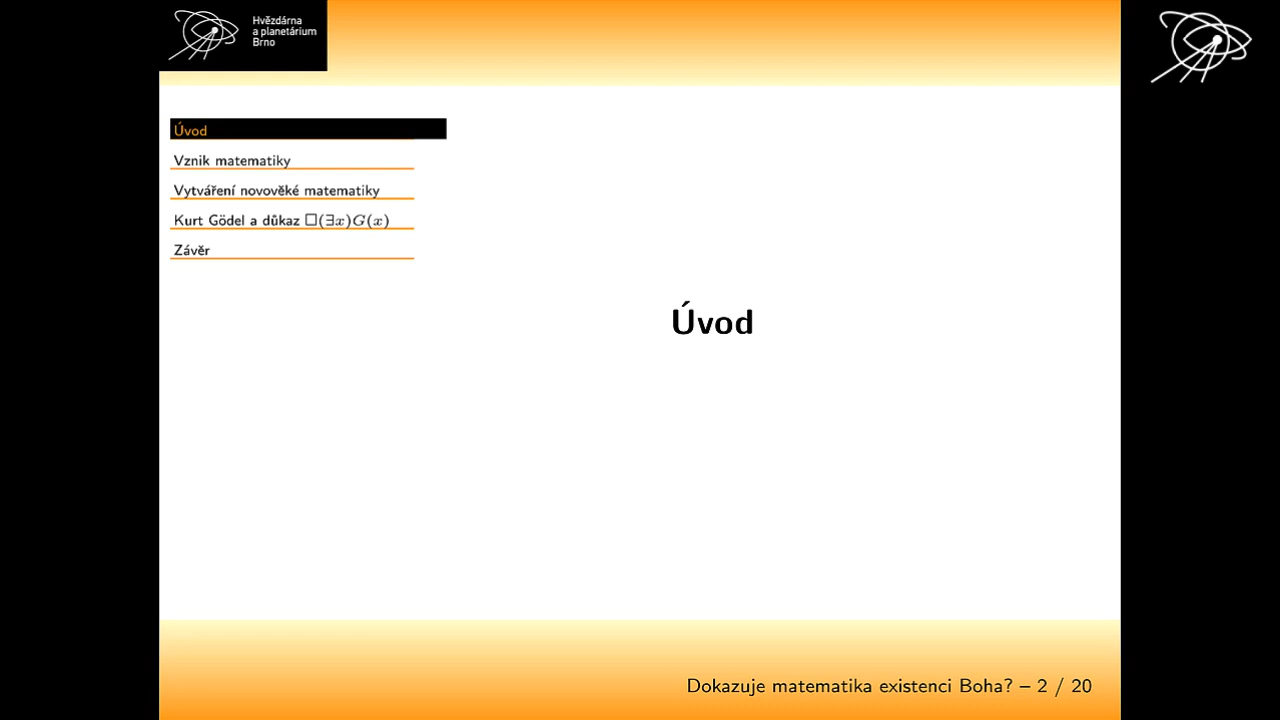 Hvězdárna
a planetárium
Brno
Úvod
Vznik matematiky
Vytváření novověké matematiky
Kurt Gödel a důkaz □(∃x)G(x)
Závěr
Úvod
Dokazuje matematika existenci Boha? – 2 / 20